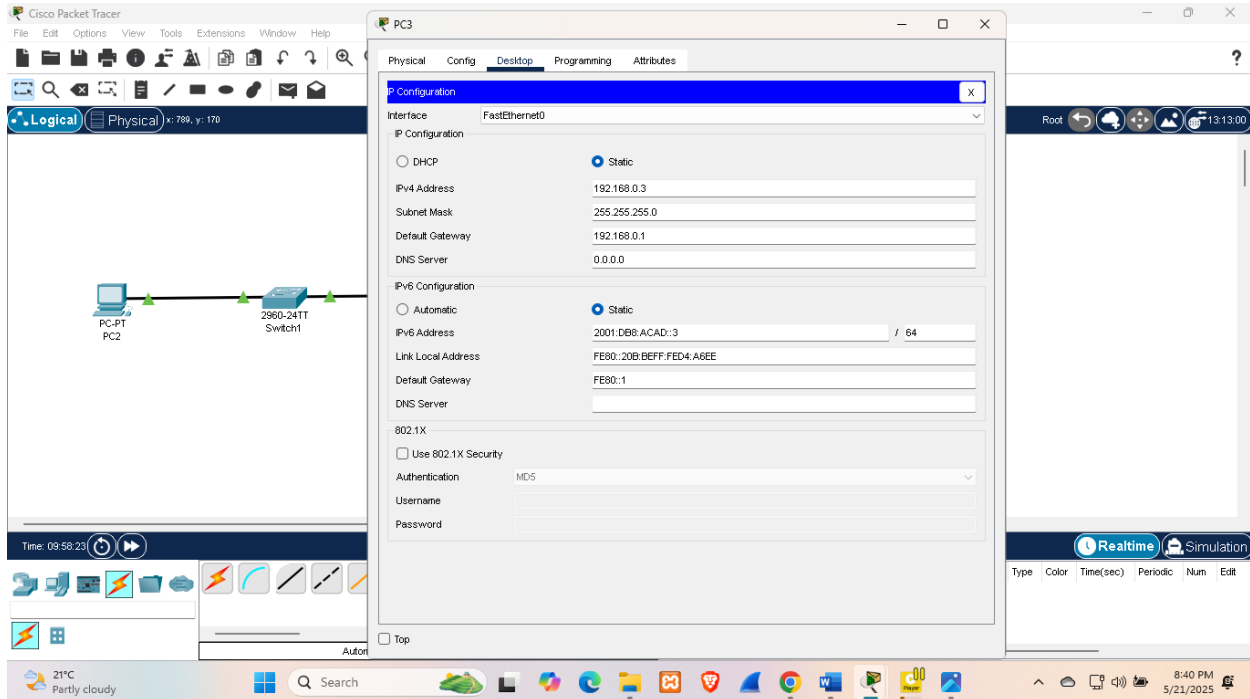 Cisco Packet Tracer
File Edit Options View Tools Extensions Window Help
?
Logical
Physical
x: 789, y: 170
Root
13:13:00
PC-PT
PC2
2960-24TT
Switch1
PC3
Physical Config Desktop Programming Attributes
IP Configuration
X
Interface FastEthernet0
IP Configuration
DHCP Static
IPv4 Address 192.168.0.3
Subnet Mask 255.255.255.0
Default Gateway 192.168.0.1
DNS Server 0.0.0.0
IPv6 Configuration
Automatic Static
IPv6 Address 2001:DB8:ACAD::3 / 64
Link Local Address FE80::20B:BEFF:FED4:A6EE
Default Gateway FE80::1
DNS Server
802.1X
Use 802.1X Security
Authentication MD5
Username
Password
Top
Time: 09:58:23
Realtime Simulation
Type Color Time(sec) Periodic Num Edit
Autom
21°C
Partly cloudy
Search
8:40 PM
5/21/2025